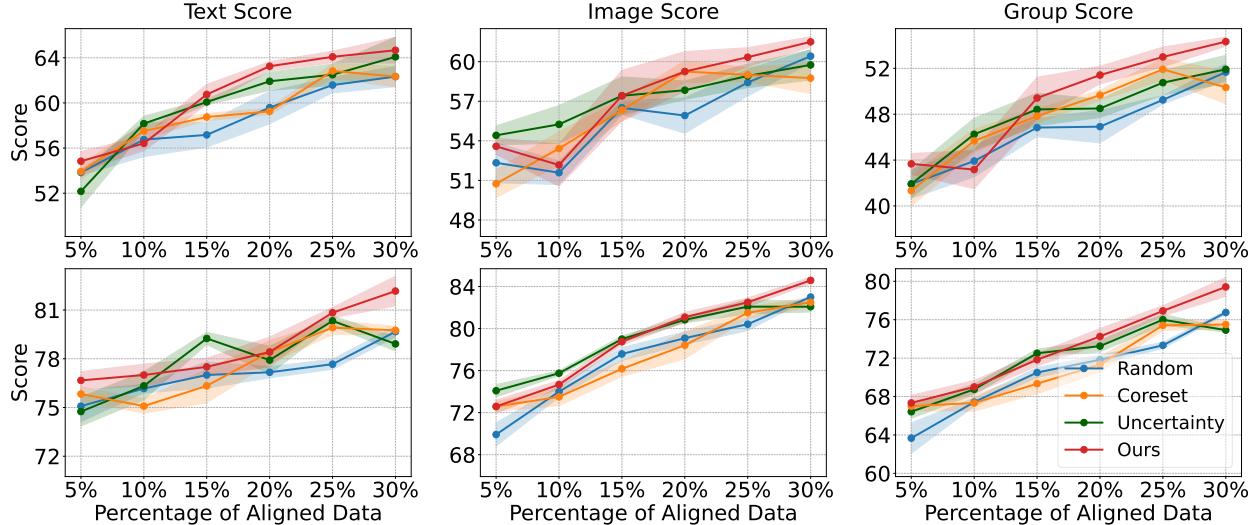 Text Score
Image Score
Group Score
Score
64
60
56
52
60
57
54
51
48
52
48
44
40
5% 10% 15% 20% 25% 30%
5% 10% 15% 20% 25% 30%
5% 10% 15% 20% 25% 30%
Score
81
78
75
72
84
80
76
72
68
80
76
72
68
64
60
Random
Coreset
Uncertainty
Ours
5% 10% 15% 20% 25% 30%
5% 10% 15% 20% 25% 30%
5% 10% 15% 20% 25% 30%
Percentage of Aligned Data
Percentage of Aligned Data
Percentage of Aligned Data